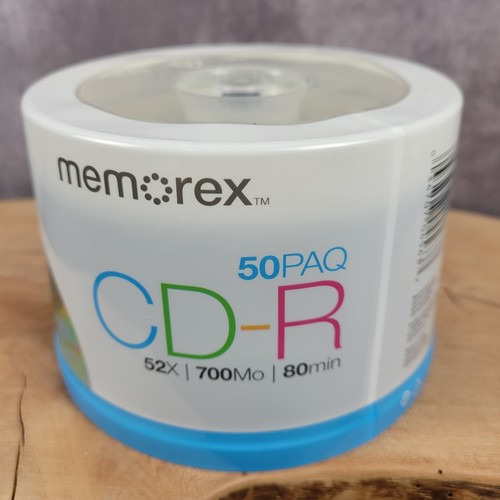 memorex™
50PAQ
CD-R
52X | 700Mo | 80min